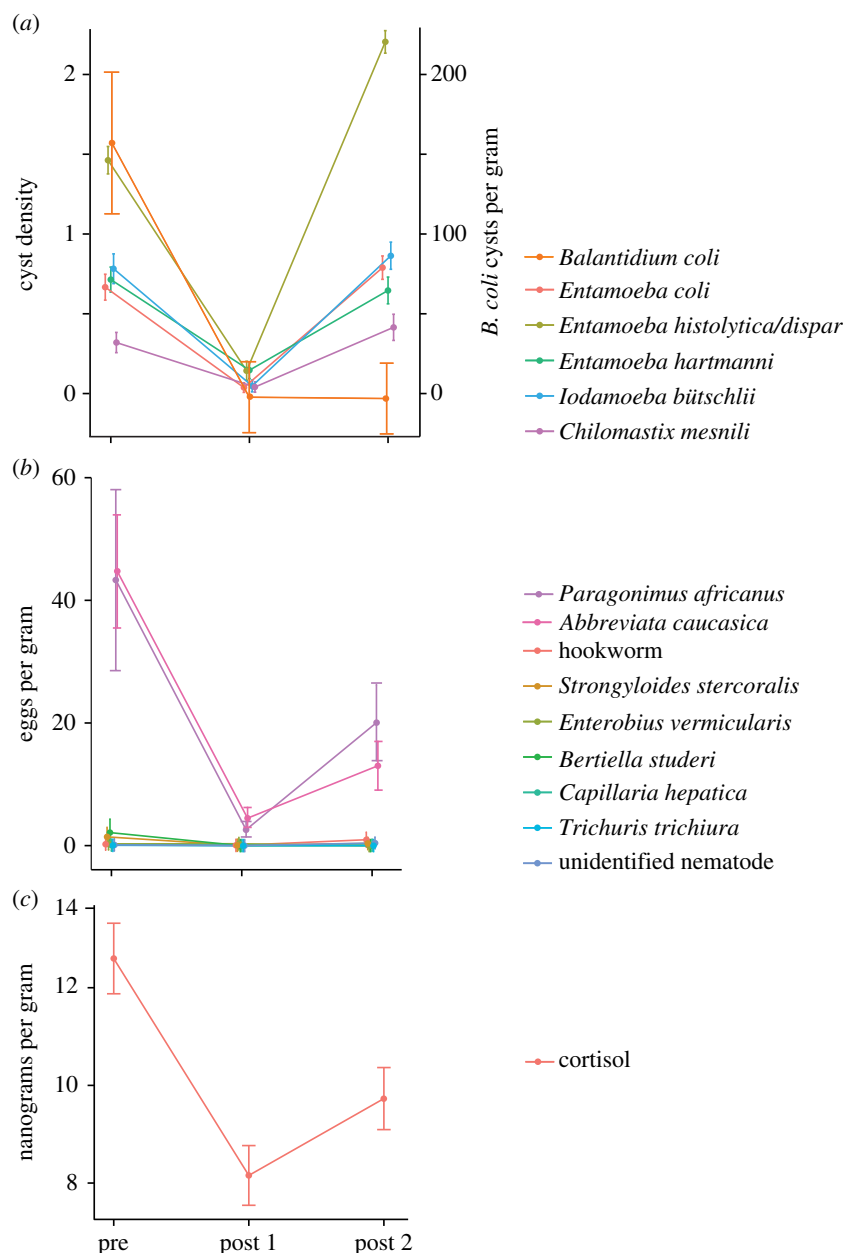 (a)
2
1
0
cyst density
200
100
0
B. coli cysts per gram
Balantidium coli
Entamoeba coli
Entamoeba histolytica/dispar
Entamoeba hartmanni
Iodamoeba bütschlii
Chilomastix mesnili
(b)
60
40
20
0
eggs per gram
Paragonimus africanus
Abbreviata caucasica
hookworm
Strongyloides stercoralis
Enterobius vermicularis
Bertiella studeri
Capillaria hepatica
Trichuris trichiura
unidentified nematode
(c)
14
12
10
8
nanograms per gram
cortisol
pre post 1 post 2